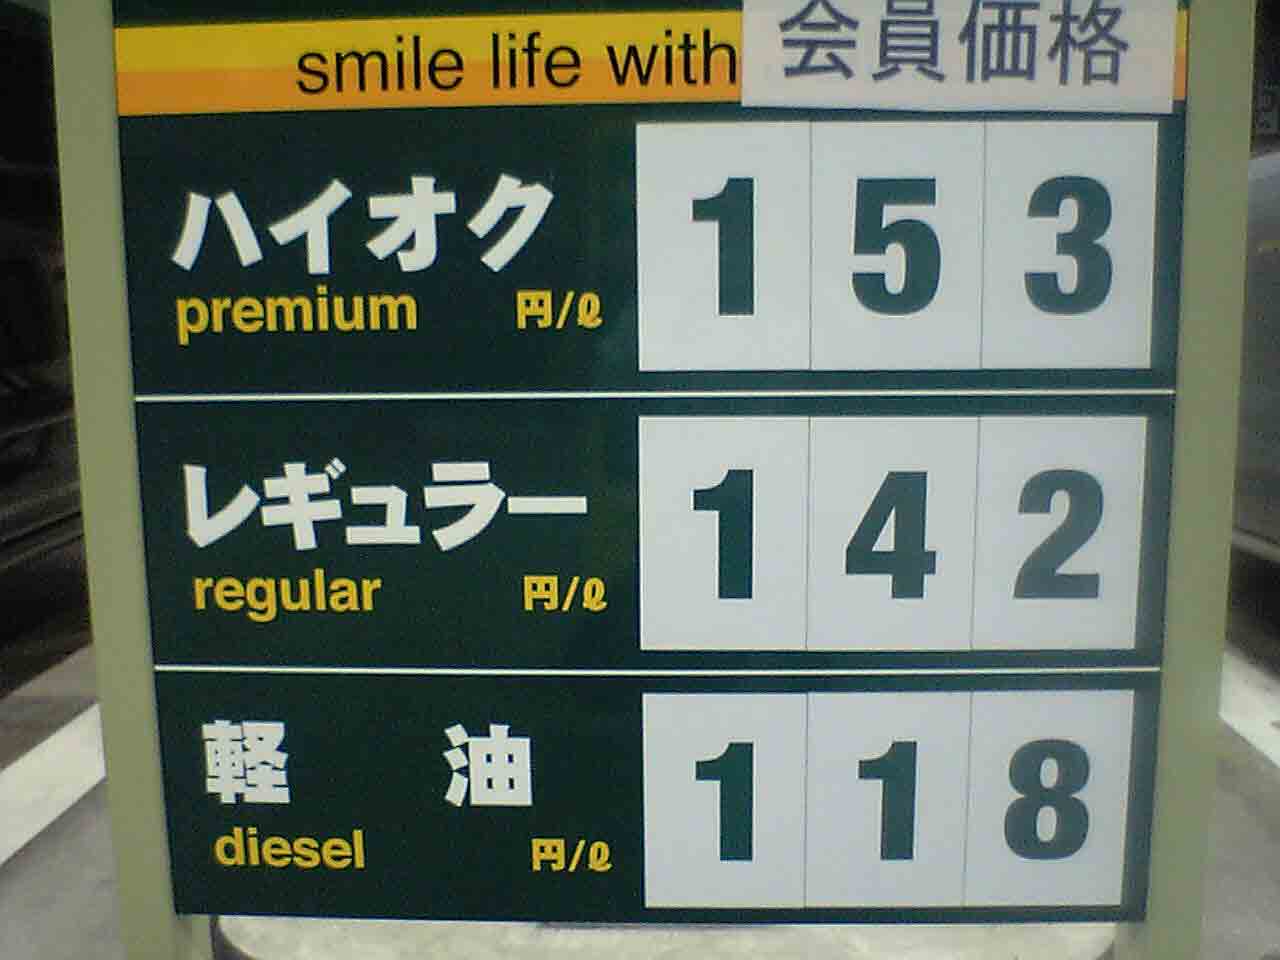 smile life with 会員価格
ハイオク 153
premium 円/ℓ
レギュラー 142
regular 円/ℓ
軽油 118
diesel 円/ℓ